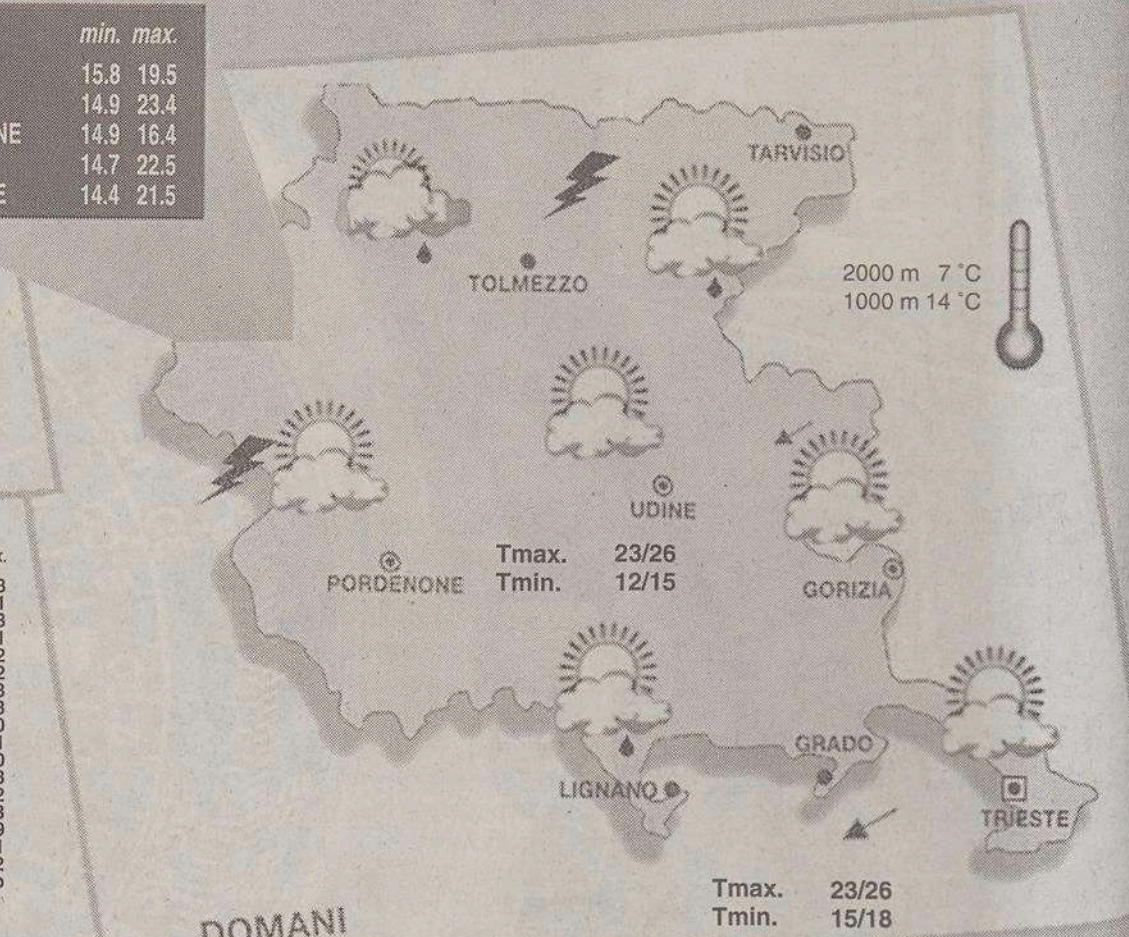 min. max.
15.8 19.5
14.9 23.4
NE 14.9 16.4
14.7 22.5
E 14.4 21.5
TARVISIO
TOLMEZZO
2000 m 7 °C
1000 m 14 °C
UDINE
Tmax. 23/26
Tmin. 12/15
PORDENONE
GORIZIA
GRADO
LIGNANO
TRIESTE
Tmax. 23/26
Tmin. 15/18
DOMANI